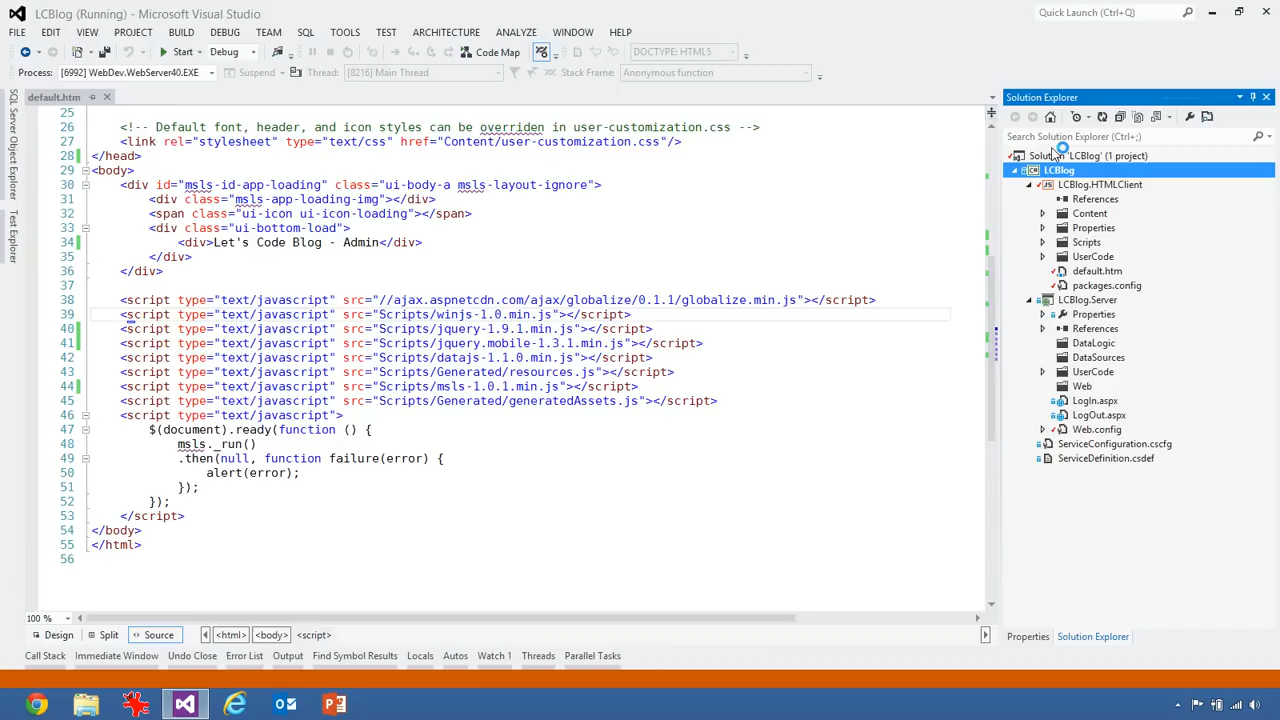 LCBlog (Running) - Microsoft Visual Studio
Quick Launch (Ctrl+Q)
FILE EDIT VIEW PROJECT BUILD DEBUG TEAM SQL TOOLS TEST ARCHITECTURE ANALYZE WINDOW HELP
Start Debug Code Map DOCTYPE: HTML5
Process: [6992] WebDev.WebServer40.EXE Suspend Thread: [8216] Main Thread Stack Frame: Anonymous function
SQL Server Object Explorer
Test Explorer
default.htm
25
26 <!-- Default font, header, and icon styles can be overriden in user-customization.css -->
27 <link rel="stylesheet" type="text/css" href="Content/user-customization.css"/>
28 </head>
29 <body>
30 <div id="msls-id-app-loading" class="ui-body-a msls-layout-ignore">
31 <div class="msls-app-loading-img"></div>
32 <span class="ui-icon ui-icon-loading"></span>
33 <div class="ui-bottom-load">
34 <div>Let's Code Blog - Admin</div>
35 </div>
36 </div>
37
38 <script type="text/javascript" src="//ajax.aspnetcdn.com/ajax/globalize/0.1.1/globalize.min.js"></script>
39 <script type="text/javascript" src="Scripts/winjs-1.0.min.js"></script>
40 <script type="text/javascript" src="Scripts/jquery-1.9.1.min.js"></script>
41 <script type="text/javascript" src="Scripts/jquery.mobile-1.3.1.min.js"></script>
42 <script type="text/javascript" src="Scripts/datajs-1.1.0.min.js"></script>
43 <script type="text/javascript" src="Scripts/Generated/resources.js"></script>
44 <script type="text/javascript" src="Scripts/msls-1.0.1.min.js"></script>
45 <script type="text/javascript" src="Scripts/Generated/generatedAssets.js"></script>
46 <script type="text/javascript">
47 $(document).ready(function () {
48 msls._run()
49 .then(null, function failure(error) {
50 alert(error);
51 });
52 });
53 </script>
54 </body>
55 </html>
56
100 %
Design Split Source <html> <body> <script>
Call Stack Immediate Window Undo Close Error List Output Find Symbol Results Locals Autos Watch 1 Threads Parallel Tasks
Solution Explorer
Search Solution Explorer (Ctrl+;)
Solution 'LCBlog' (1 project)
LCBlog
LCBlog.HTMLClient
References
Content
Properties
Scripts
UserCode
default.htm
packages.config
LCBlog.Server
Properties
References
DataLogic
DataSources
UserCode
Web
LogIn.aspx
LogOut.aspx
Web.config
ServiceConfiguration.cscfg
ServiceDefinition.csdef
Properties Solution Explorer